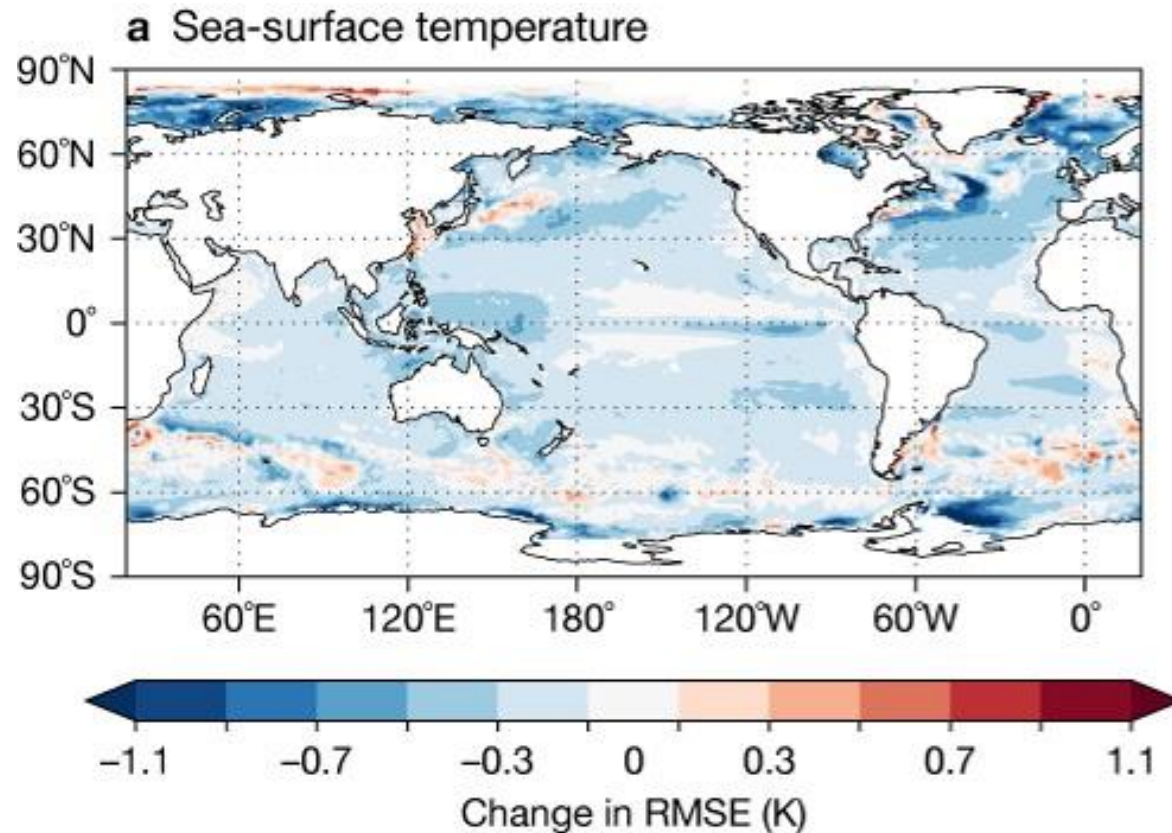 a Sea-surface temperature
90°N
60°N
30°N
0°
30°S
60°S
90°S
60°E 120°E 180° 120°W 60°W 0°
−1.1 −0.7 −0.3 0 0.3 0.7 1.1
Change in RMSE (K)